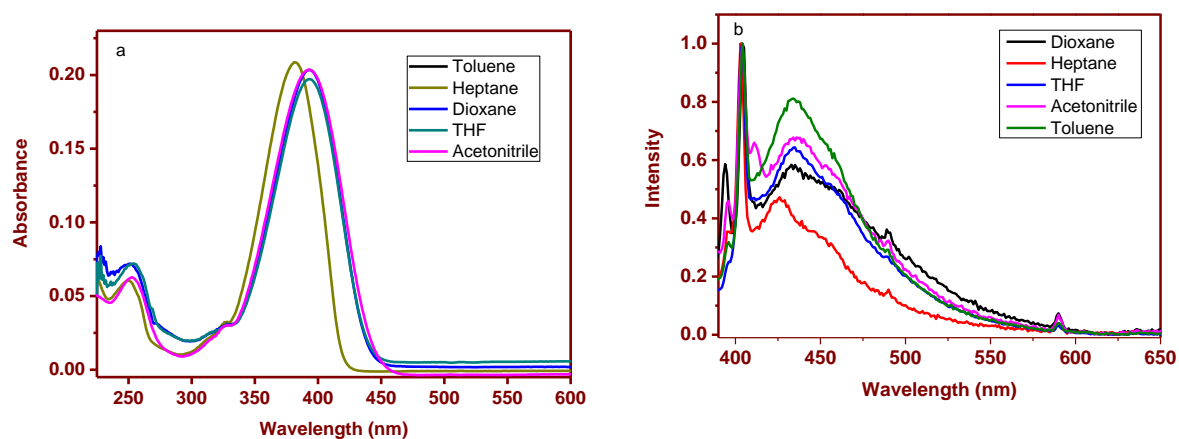 a
Absorbance
0.20
0.15
0.10
0.05
0.00
250 300 350 400 450 500 550 600
Wavelength (nm)
Toluene
Heptane
Dioxane
THF
Acetonitrile
b
Intensity
1.0
0.8
0.6
0.4
0.2
0.0
400 450 500 550 600 650
Wavelength (nm)
Dioxane
Heptane
THF
Acetonitrile
Toluene